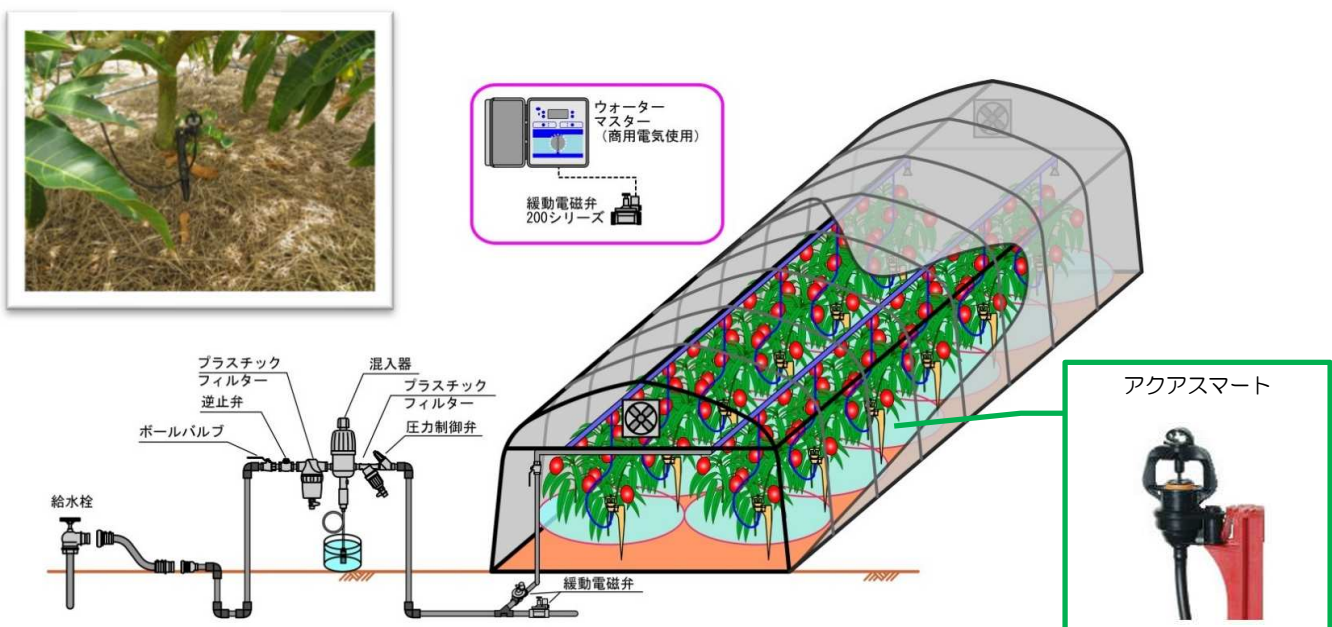 ウォーター
マスター
（商用電気使用）
緩動電磁弁
200シリーズ
プラスチック
フィルター
混入器
プラスチック
フィルター
逆止弁
圧力制御弁
ボールバルブ
給水栓
緩動電磁弁
アクアスマート